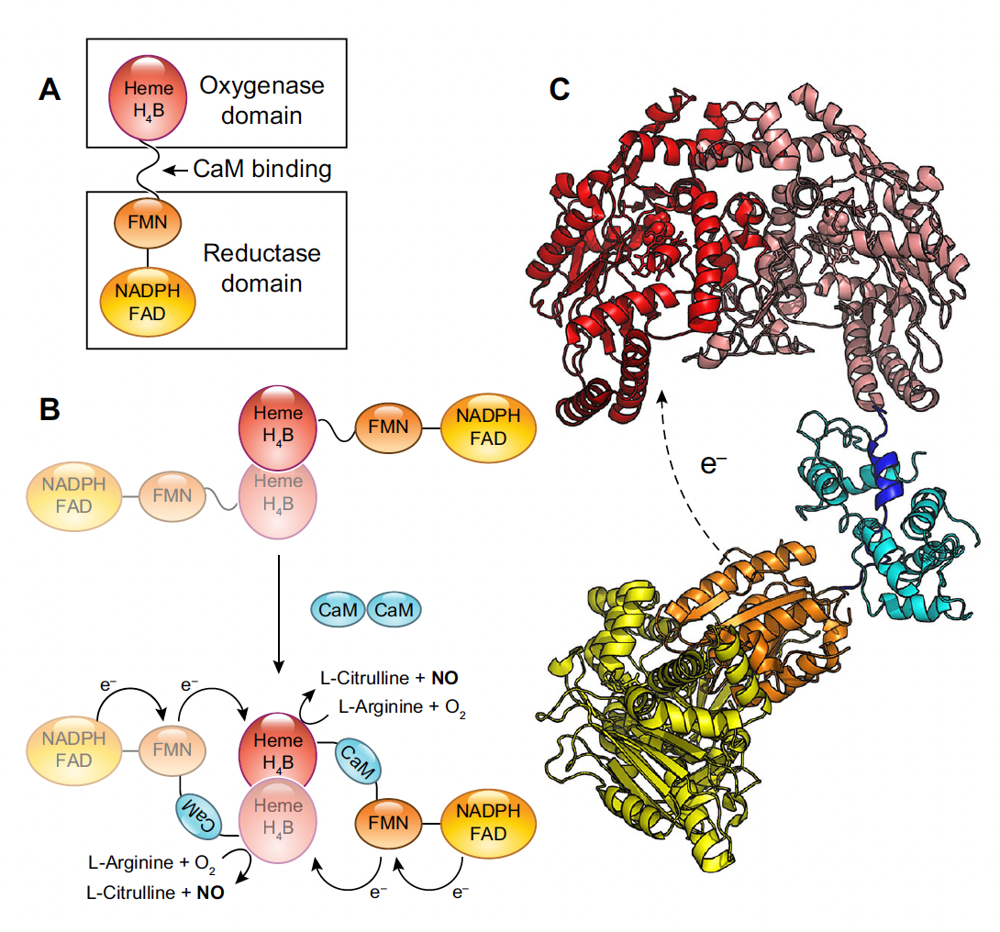 A
Heme
H₄B
Oxygenase
domain
CaM binding
FMN
Reductase
domain
NADPH
FAD
B
Heme
H₄B
FMN
NADPH
FAD
NADPH
FAD
FMN
Heme
H₄B
CaM CaM
e⁻
e⁻
L-Citrulline + NO
L-Arginine + O₂
NADPH
FAD
FMN
Heme
H₄B
CaM
CaM
Heme
H₄B
FMN
NADPH
FAD
L-Arginine + O₂
L-Citrulline + NO
e⁻
e⁻
C
e⁻